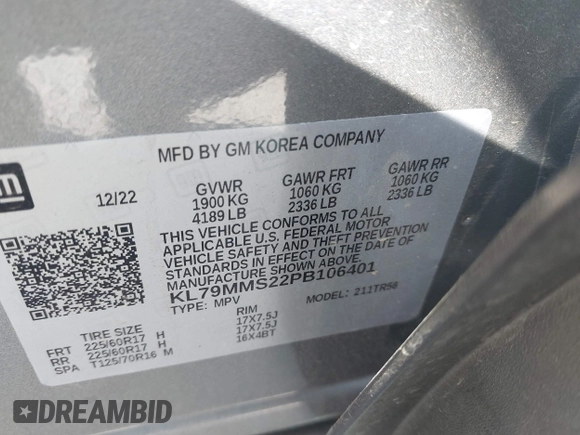 gm
MFD BY GM KOREA COMPANY
12/22
GVWR GAWR FRT GAWR RR
1900 KG 1060 KG 1060 KG
4189 LB 2336 LB 2336 LB
THIS VEHICLE CONFORMS TO ALL
APPLICABLE U.S. FEDERAL MOTOR
VEHICLE SAFETY AND THEFT PREVENTION
STANDARDS IN EFFECT ON THE DATE OF
MANUFACTURE SHOWN ABOVE.
KL79MMS22PB106401
TYPE: MPV MODEL: 211TR56
TIRE SIZE RIM
FRT 225/60R17 H 17X7.5J
RR 225/60R17 H 17X7.5J
SPA T125/70R16 M 16X4BT
DREAMBID